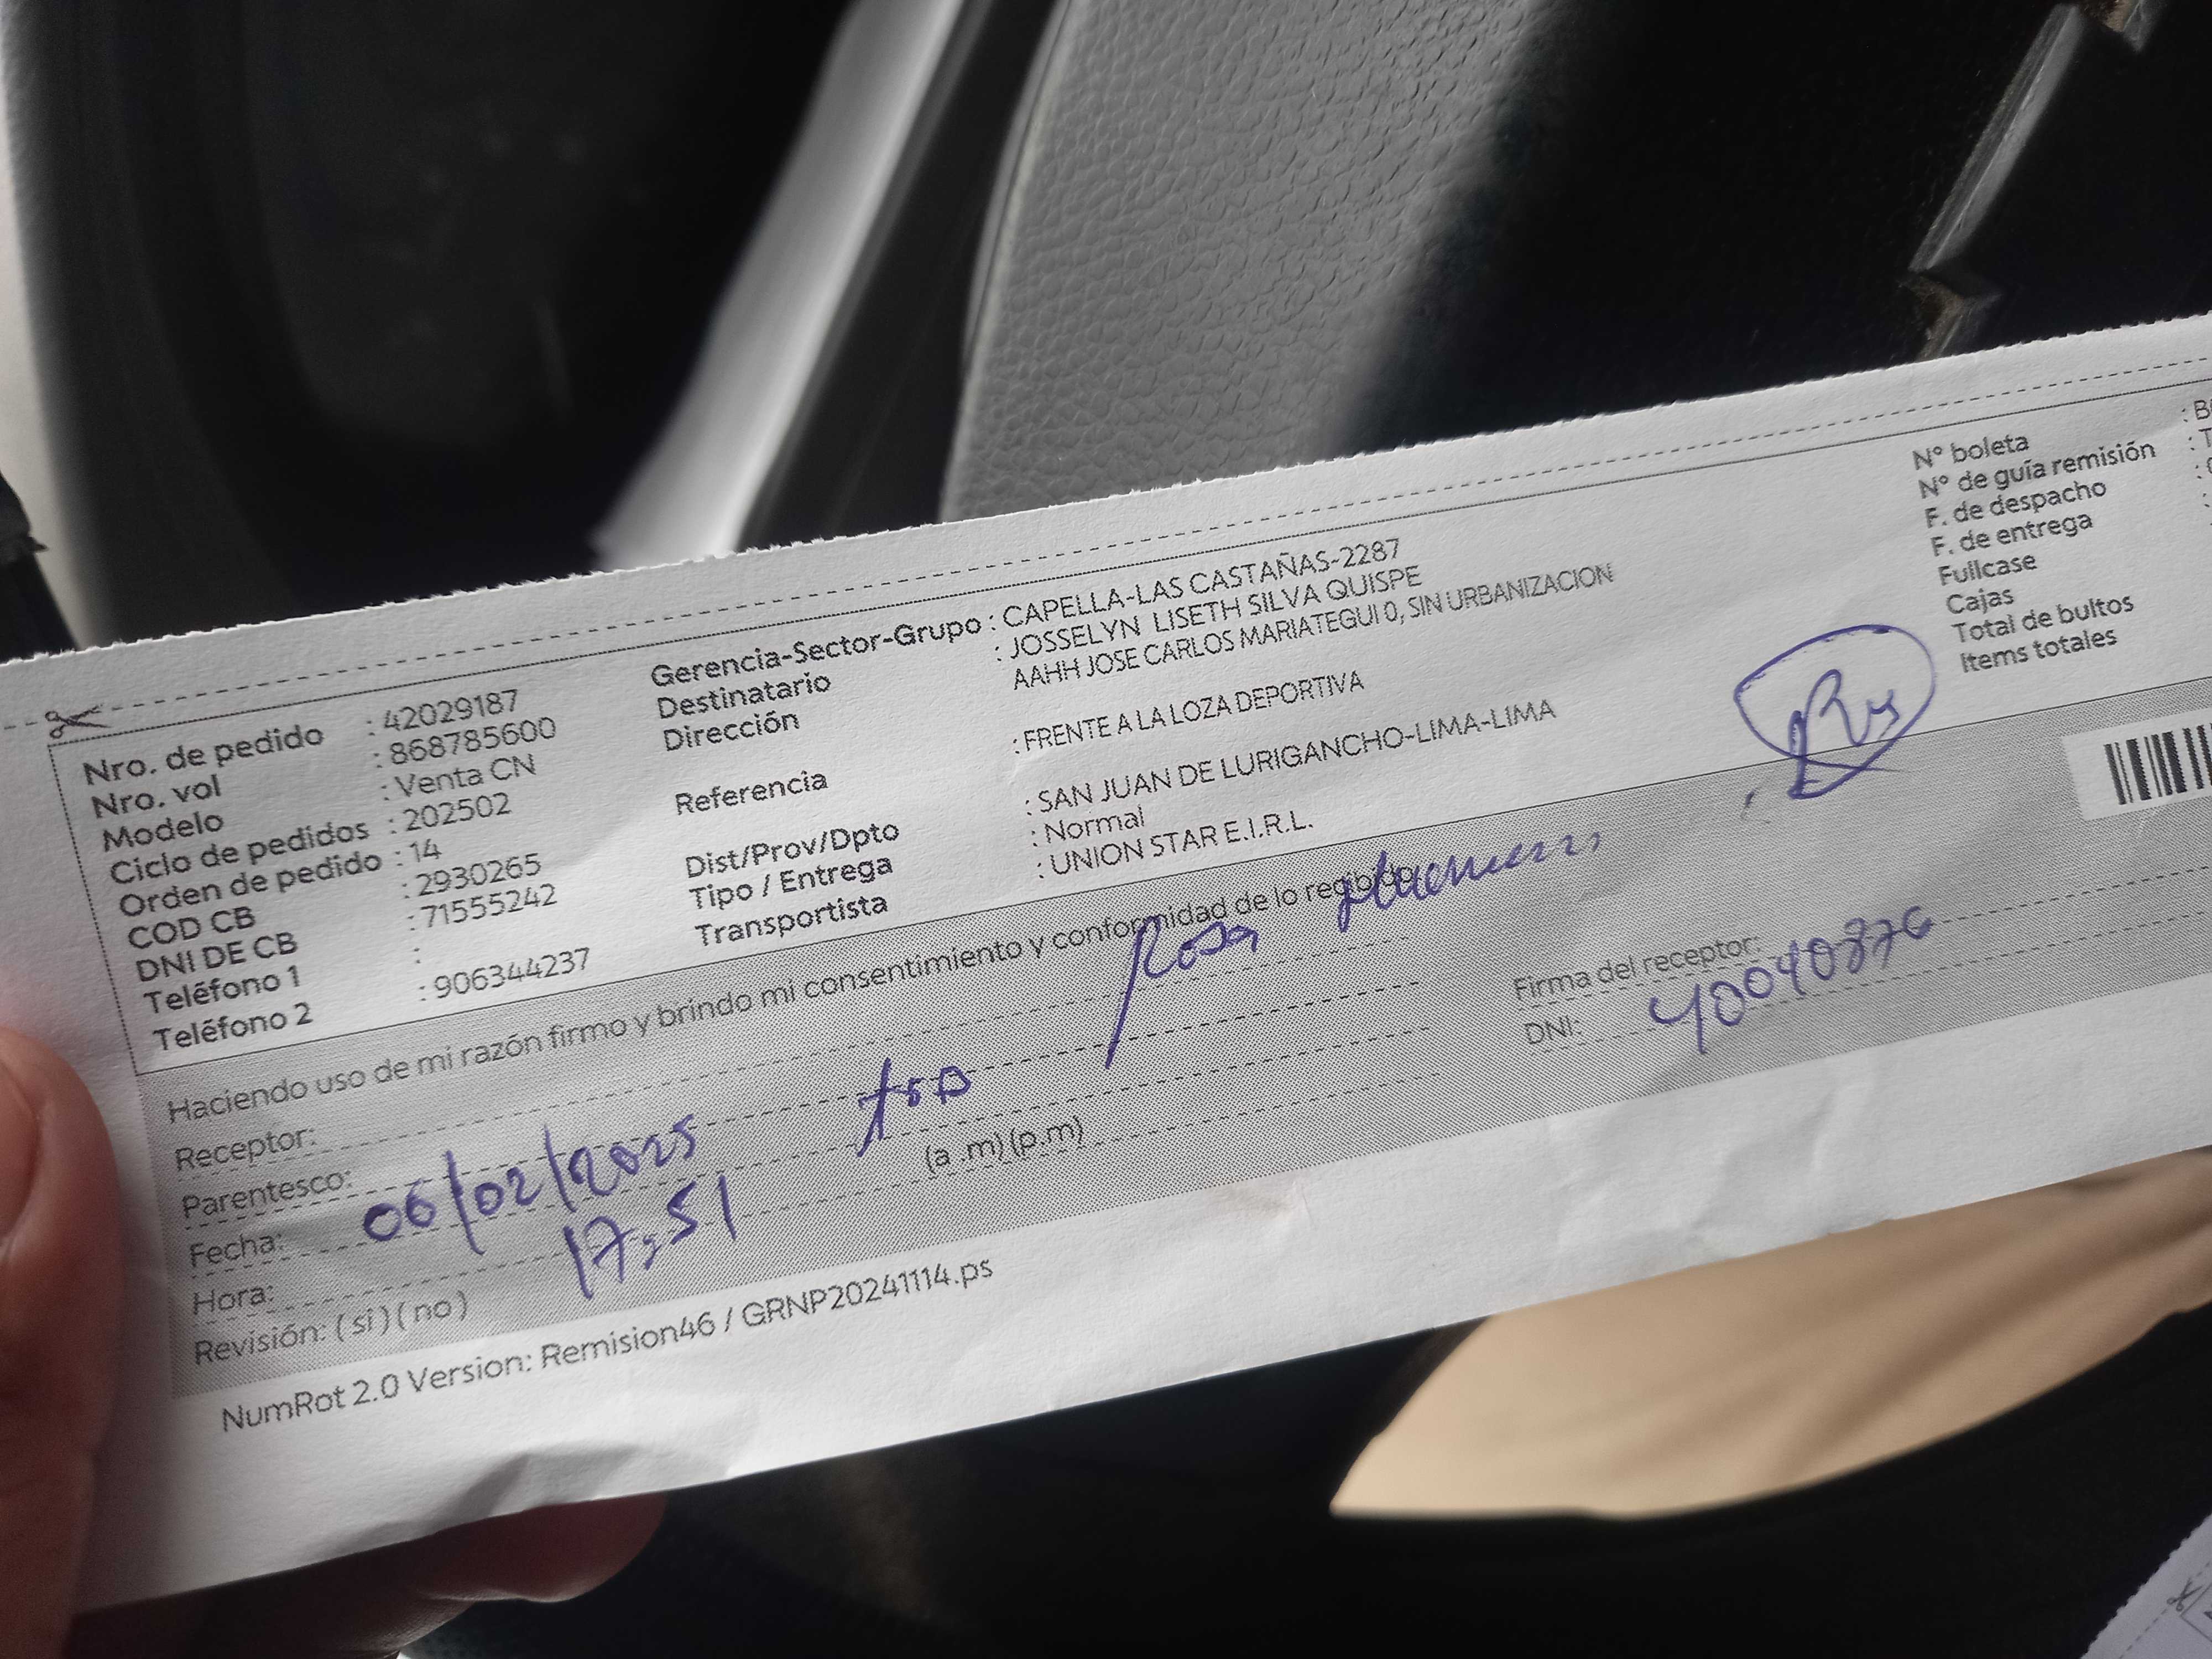 Nro. de pedido : 42029187
Nro. vol : 868785600
Modelo : Venta CN
Ciclo de pedidos : 202502
Orden de pedido : 14
COD CB : 2930265
DNI DE CB : 71555242
Teléfono 1 :
Teléfono 2 : 906344237
Gerencia-Sector-Grupo : CAPELLA-LAS CASTAÑAS-2287
Destinatario : JOSSELYN LISETH SILVA QUISPE
Dirección AAHH JOSE CARLOS MARIATEGUI 0, SIN URBANIZACION
Referencia : FRENTE A LA LOZA DEPORTIVA
Dist/Prov/Dpto : SAN JUAN DE LURIGANCHO-LIMA-LIMA
Tipo / Entrega : Normal
Transportista : UNION STAR E.I.R.L.
N° boleta : B
N° de guía remisión : T
F. de despacho :
F. de entrega :
Fullcase
Cajas
Total de bultos
Items totales
Haciendo uso de mi razón firmo y brindo mi consentimiento y conformidad de lo recibido
Receptor: Rosa
Parentesco:
Fecha: 06/02/2025
Hora: 17:51 (a .m) (p.m)
Revisión: ( si ) ( no )
Firma del receptor:
DNI: 40040876
NumRot 2.0 Version: Remision46 / GRNP20241114.ps